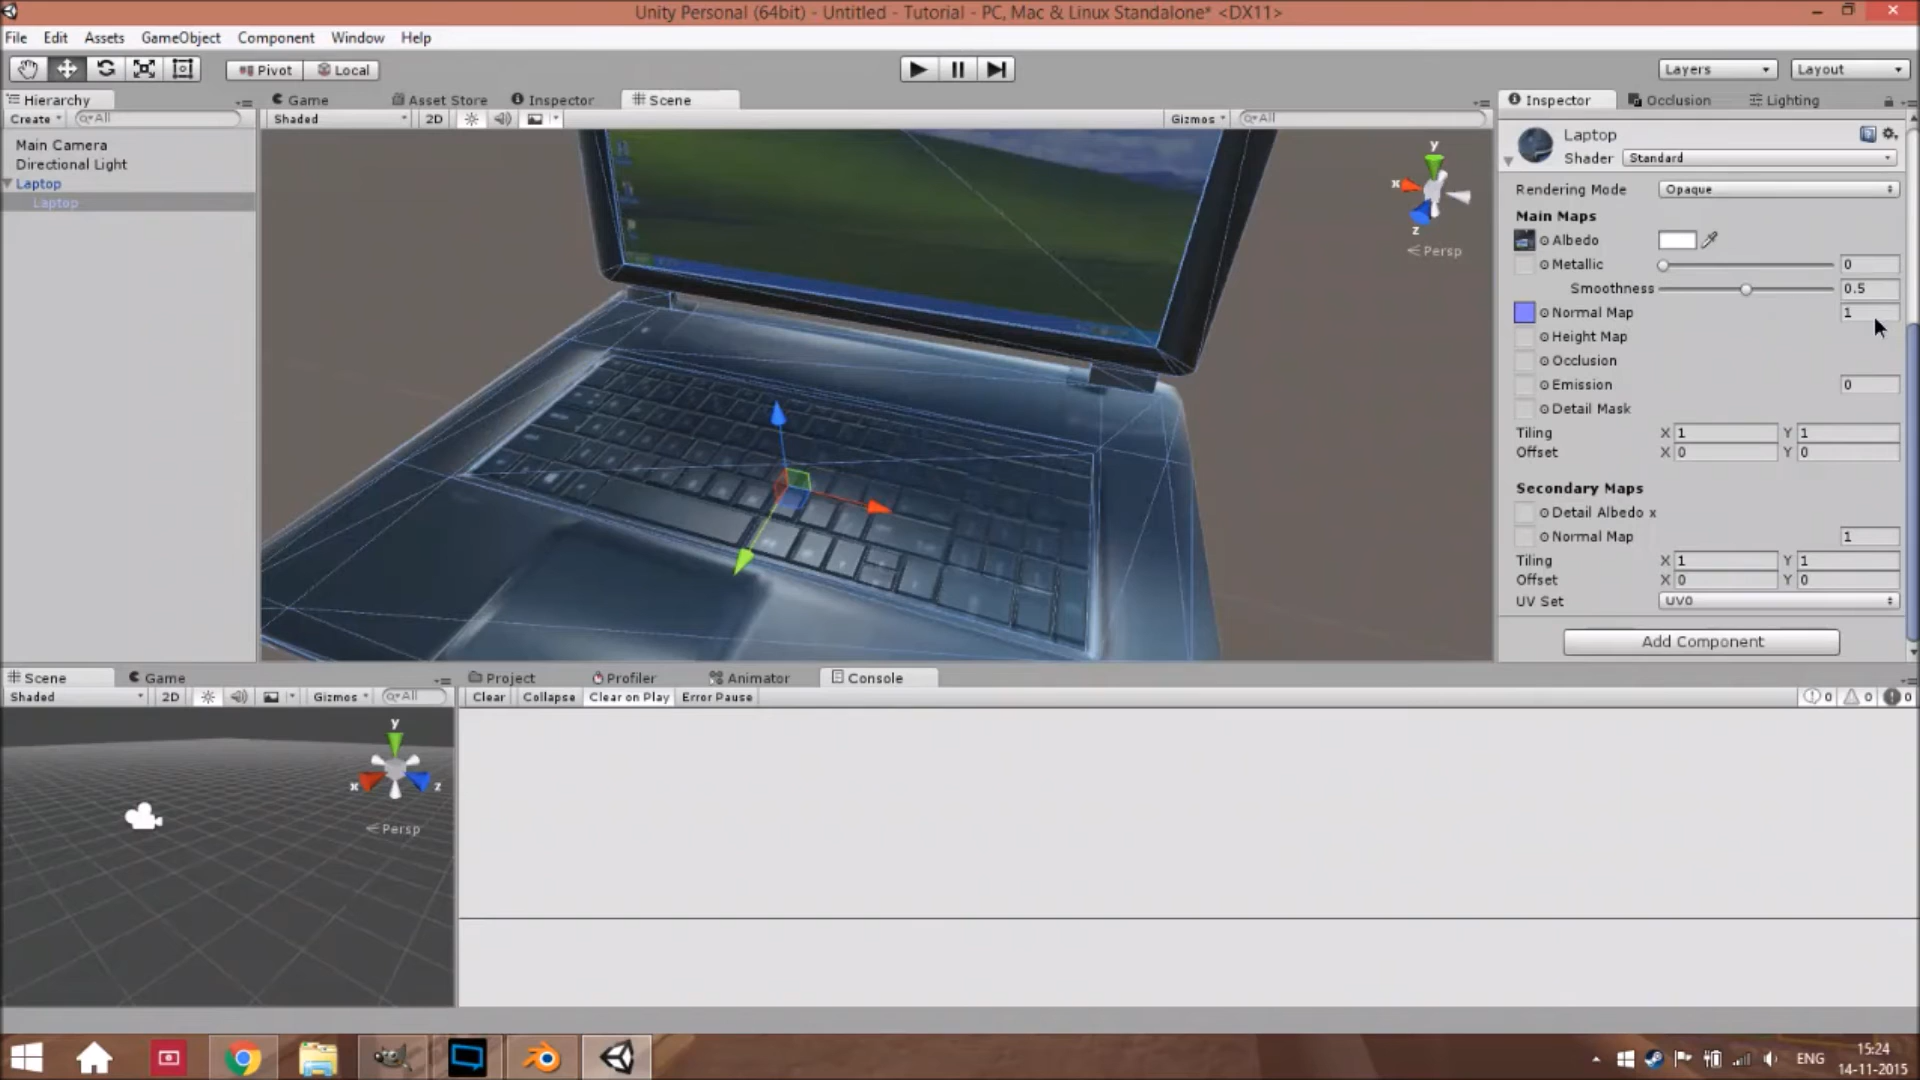 Unity Personal (64bit) - Untitled - Tutorial - PC, Mac & Linux Standalone* <DX11>
File Edit Assets GameObject Component Window Help
Pivot Local Layers Layout
Hierarchy Game Asset Store Inspector Scene Inspector Occlusion Lighting
Create All Shaded 2D Gizmos All
Main Camera
Directional Light
Laptop
Laptop
y
x
z
Persp
Laptop
Shader Standard
Rendering Mode Opaque
Main Maps
Albedo
Metallic 0
Smoothness 0.5
Normal Map 1
Height Map
Occlusion
Emission 0
Detail Mask
Tiling X 1 Y 1
Offset X 0 Y 0
Secondary Maps
Detail Albedo x
Normal Map 1
Tiling X 1 Y 1
Offset X 0 Y 0
UV Set UV0
Add Component
Scene Game Project Profiler Animator Console
Shaded 2D Gizmos All Clear Collapse Clear on Play Error Pause 0 0 0
y
x z
Persp
ENG 15:24
14-11-2015